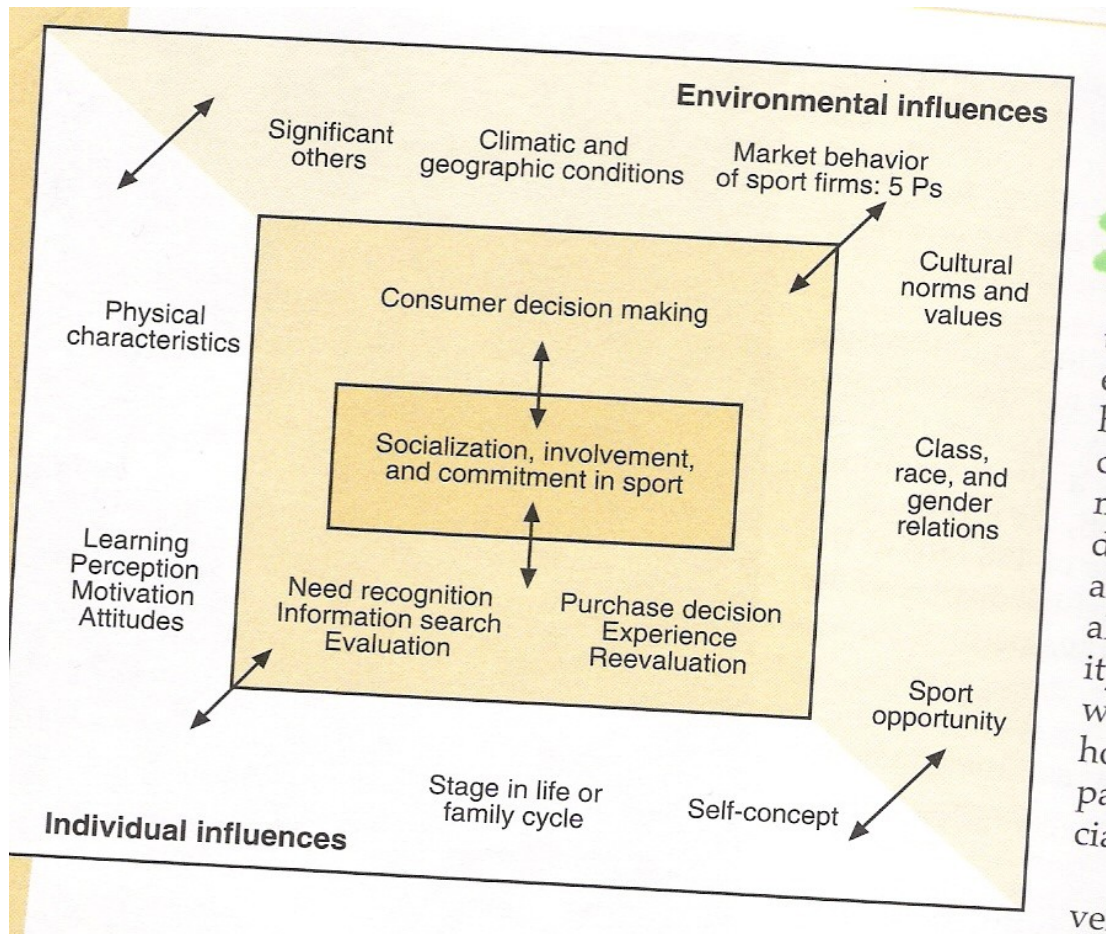 Environmental influences
Significant
others
Climatic and
geographic conditions
Market behavior
of sport firms: 5 Ps
Cultural
norms and
values
Physical
characteristics
Consumer decision making
Socialization, involvement,
and commitment in sport
Class,
race, and
gender
relations
Learning
Perception
Motivation
Attitudes
Need recognition
Information search
Evaluation
Purchase decision
Experience
Reevaluation
Sport
opportunity
Stage in life or
family cycle
Self-concept
Individual influences